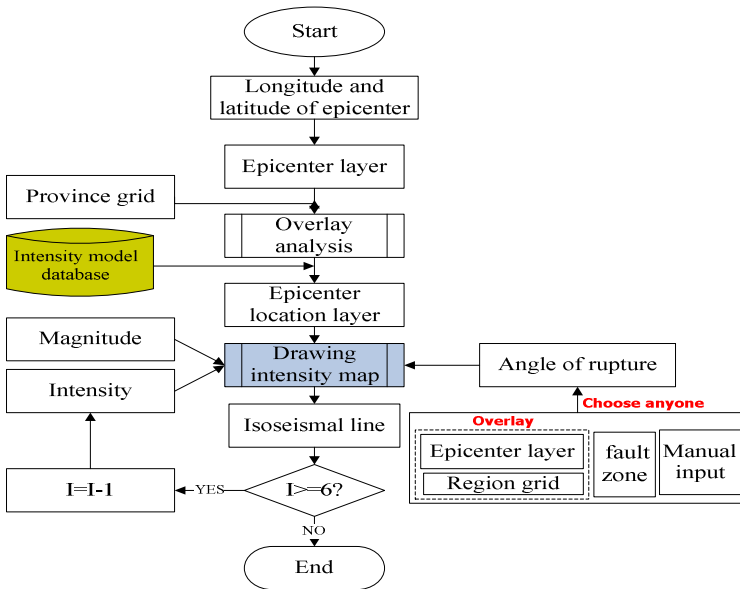 Start
Longitude and
latitude of epicenter
Epicenter layer
Province grid
Overlay
analysis
Intensity model
database
Epicenter
location layer
Magnitude
Drawing
intensity map
Angle of rupture
Intensity
Choose anyone
Overlay
Isoseismal line
Epicenter layer
Region grid
fault
zone
Manual
input
I=I-1
YES
I>=6?
NO
End